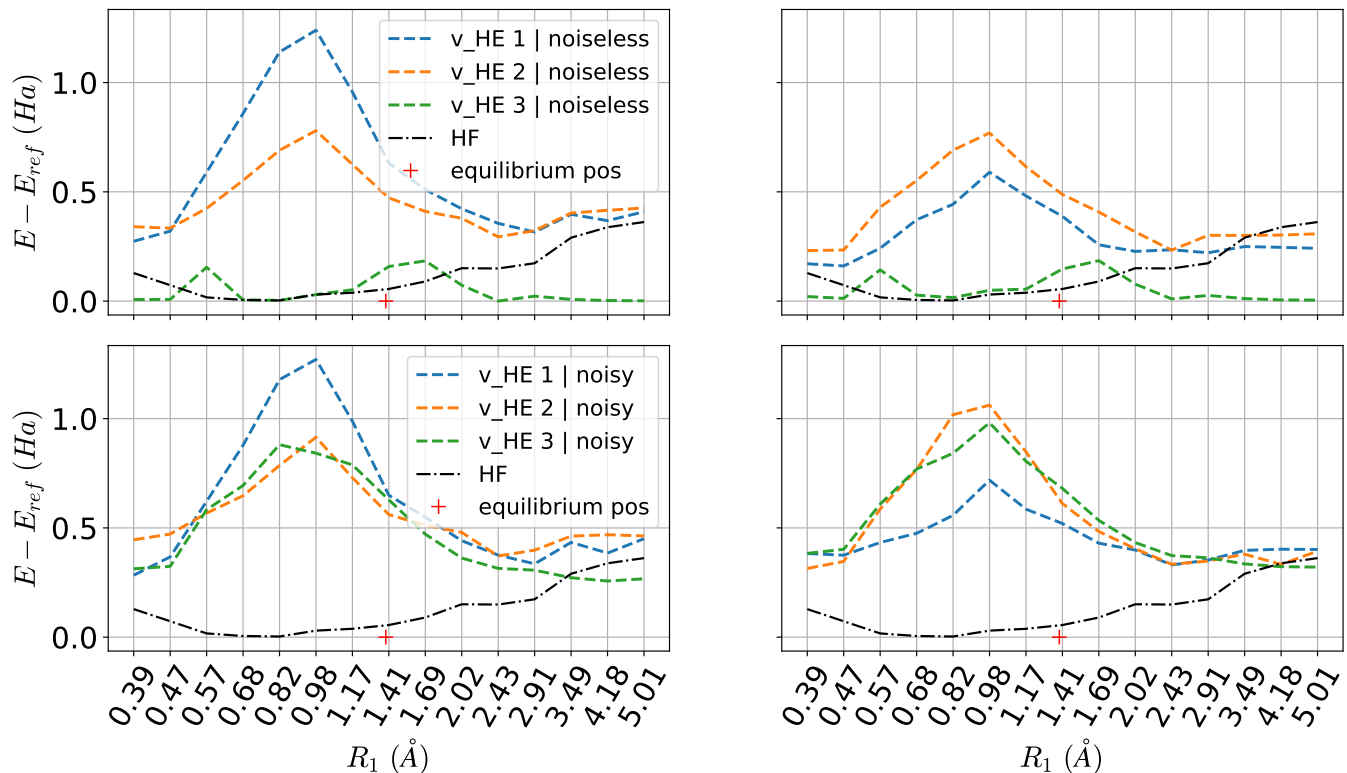 E − E_ref (Ha)
1.0
0.5
0.0
v_HE 1 | noiseless
v_HE 2 | noiseless
v_HE 3 | noiseless
HF
equilibrium pos
E − E_ref (Ha)
1.0
0.5
0.0
v_HE 1 | noisy
v_HE 2 | noisy
v_HE 3 | noisy
HF
equilibrium pos
0.39 0.47 0.57 0.68 0.82 0.98 1.17 1.41 1.69 2.02 2.43 2.91 3.49 4.18 5.01
R₁ (Å)
0.39 0.47 0.57 0.68 0.82 0.98 1.17 1.41 1.69 2.02 2.43 2.91 3.49 4.18 5.01
R₁ (Å)